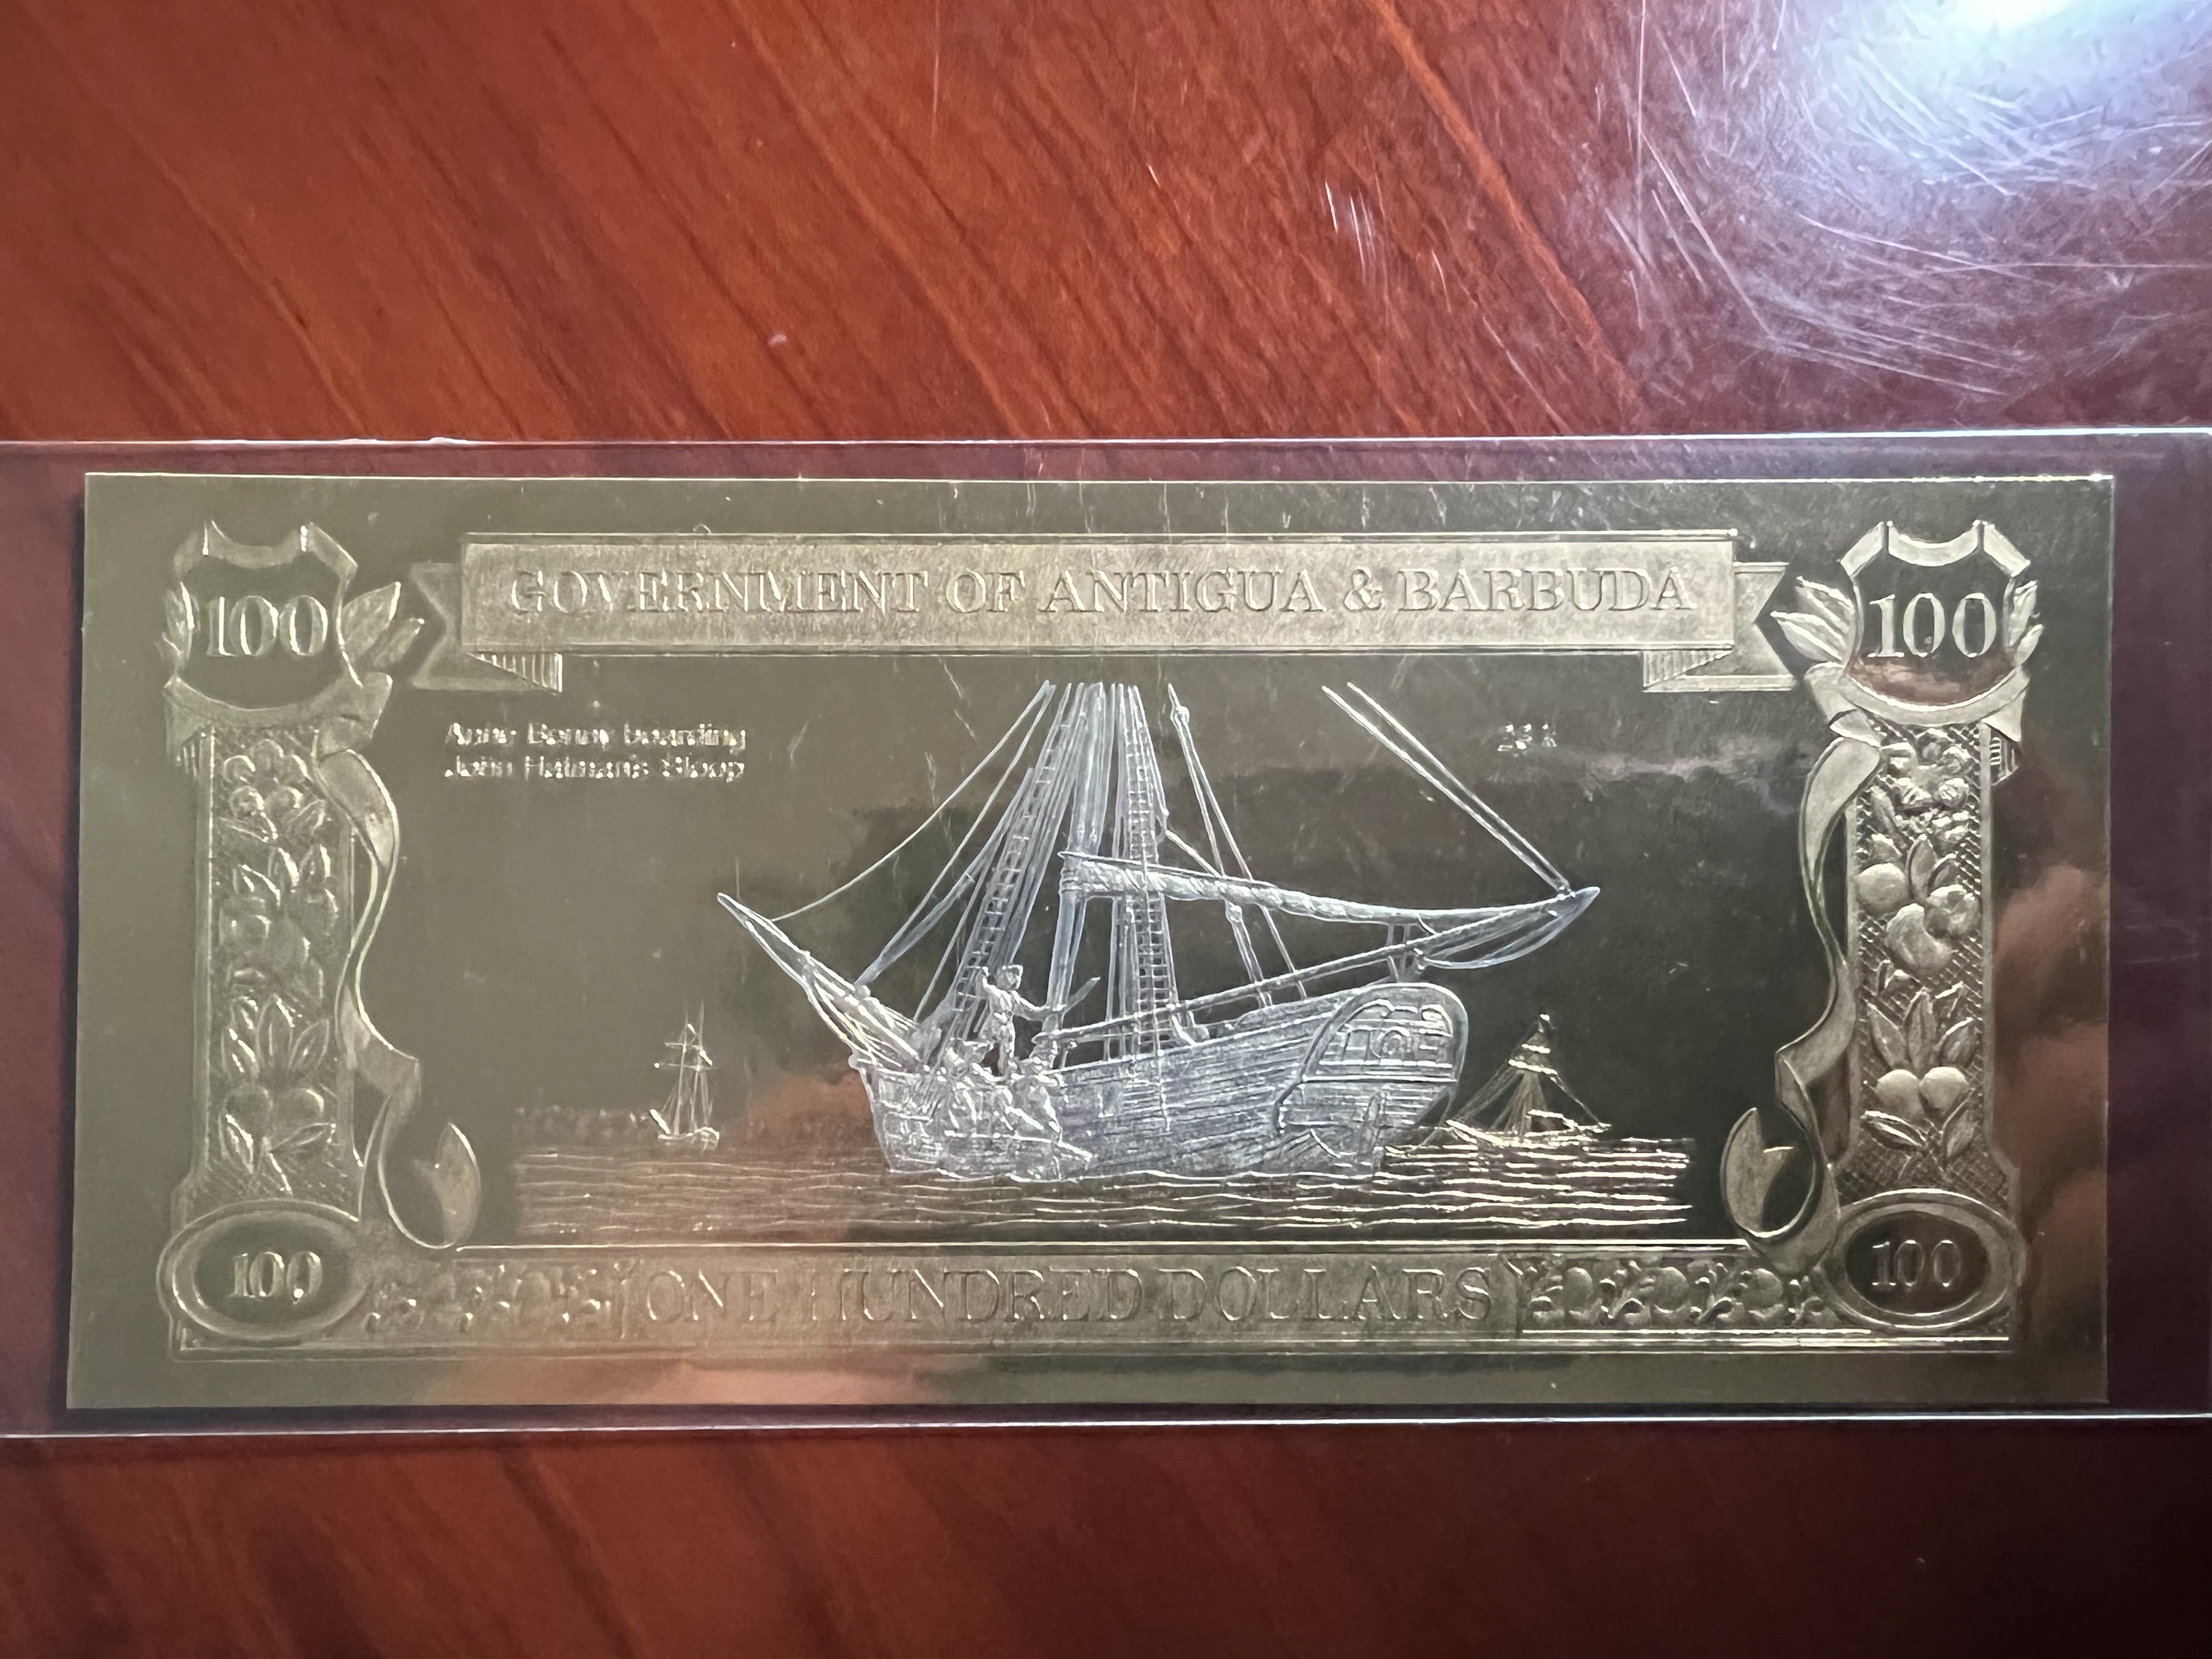 100 GOVERNMENT OF ANTIGUA & BARBUDA 100
Anne Bonny boarding
John Haman's Sloop
100 ONE HUNDRED DOLLARS 100